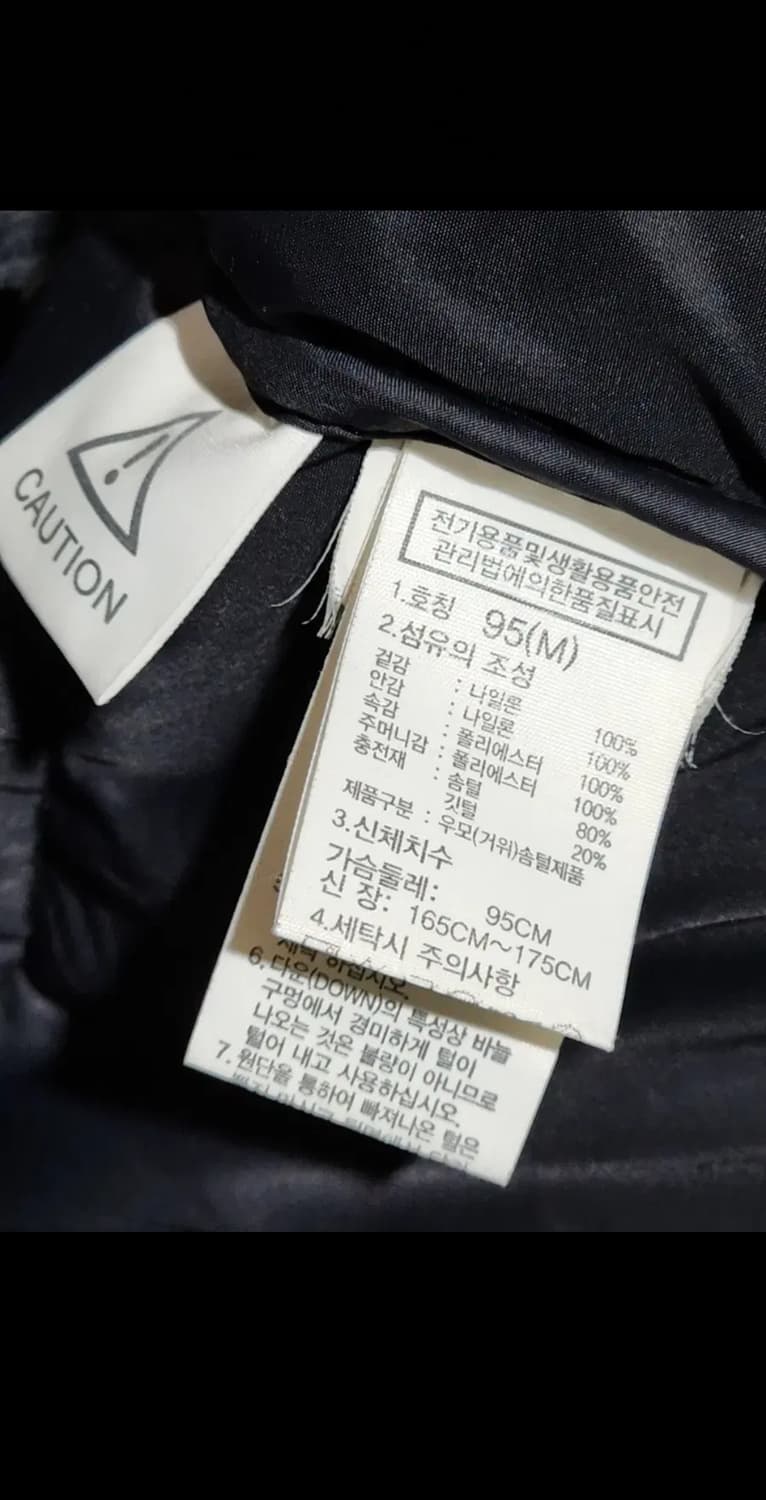 CAUTION
전기용품및생활용품안전
관리법에의한품질표시
1.호칭 95(M)
2.섬유의 조성
겉감 : 나일론 100%
안감 : 나일론 100%
속감 : 폴리에스터 100%
주머니감 : 폴리에스터 100%
충전재 : 솜털 80%
깃털 20%
제품구분 : 우모(거위)솜털제품
3.신체치수
가슴둘레: 95CM
신 장: 165CM~175CM
4.세탁시 주의사항
세탁 하십시오.
6.다운(DOWN)의 특성상 바늘
구멍에서 경미하게 털이
나오는 것은 불량이 아니므로
털어 내고 사용하십시오.
7.원단을 통하여 빠져나온 털은